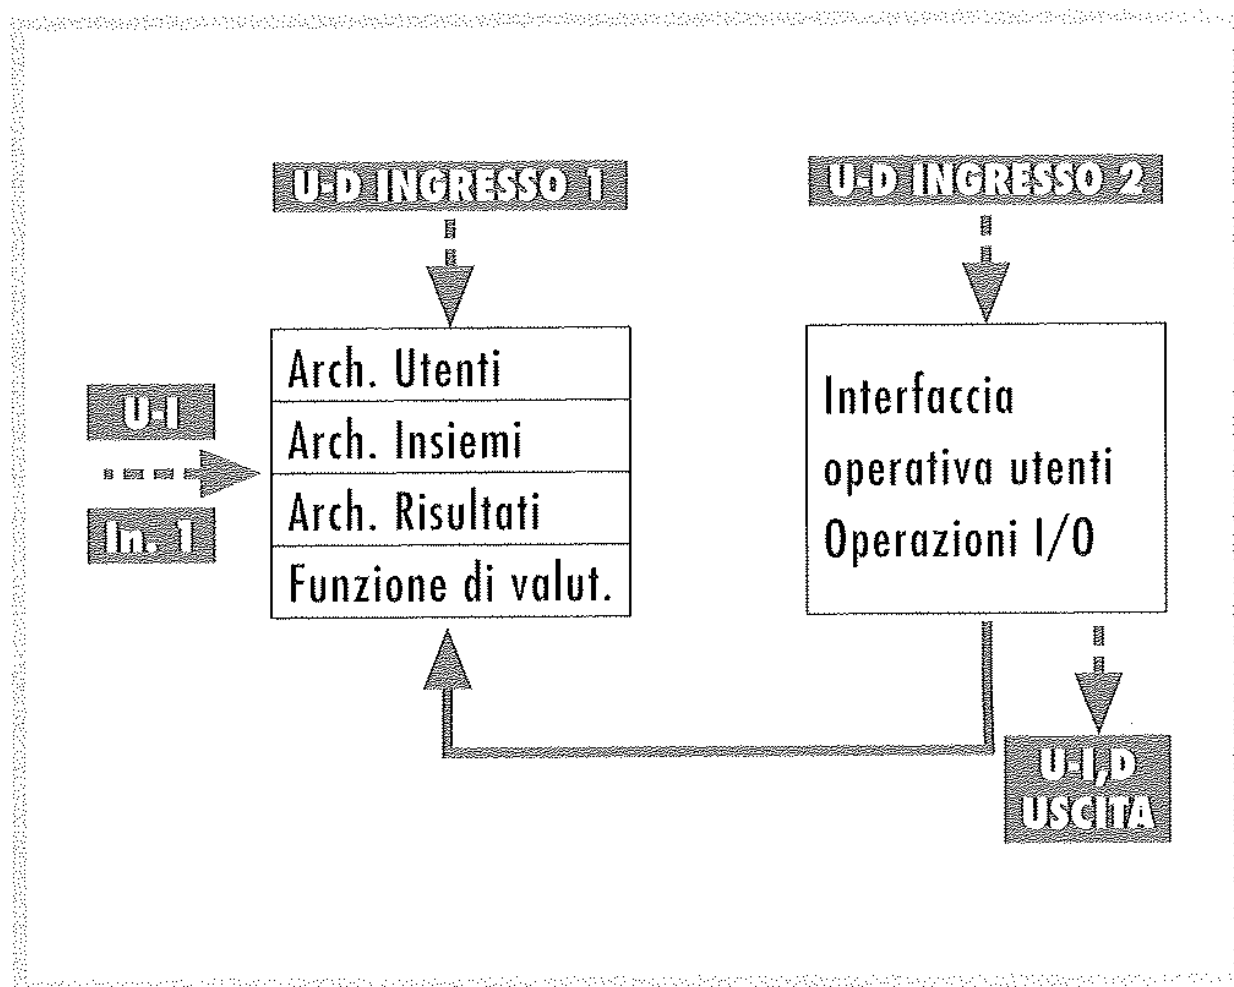 U-D INGRESSO 1
U-D INGRESSO 2
U-I
In. 1
Arch. Utenti
Arch. Insiemi
Arch. Risultati
Funzione di valut.
Interfaccia
operativa utenti
Operazioni I/O
U-I,D
USCITA